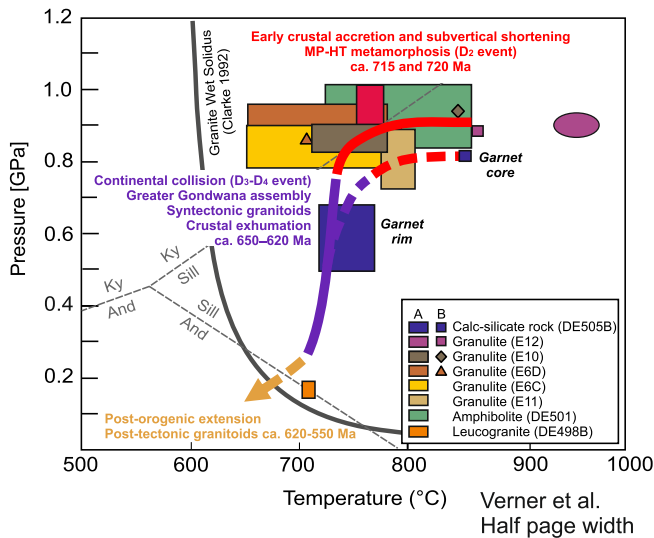 1.2
1.0
0.8
0.6
0.4
0.2
Pressure [GPa]
500
600
700
800
900
1000
Temperature (°C)
Granite Wet Solidus
(Clarke 1992)
Early crustal accretion and subvertical shortening
MP-HT metamorphosis (D2 event)
ca. 715 and 720 Ma
Garnet
core
Continental collision (D3-D4 event)
Greater Gondwana assembly
Syntectonic granitoids
Crustal exhumation
ca. 650–620 Ma
Garnet
rim
Ky
Sill
Ky
And
Sill
And
A B
Calc-silicate rock (DE505B)
Granulite (E12)
Granulite (E10)
Granulite (E6D)
Granulite (E6C)
Granulite (E11)
Amphibolite (DE501)
Leucogranite (DE498B)
Post-orogenic extension
Post-tectonic granitoids ca. 620-550 Ma
Verner et al.
Half page width